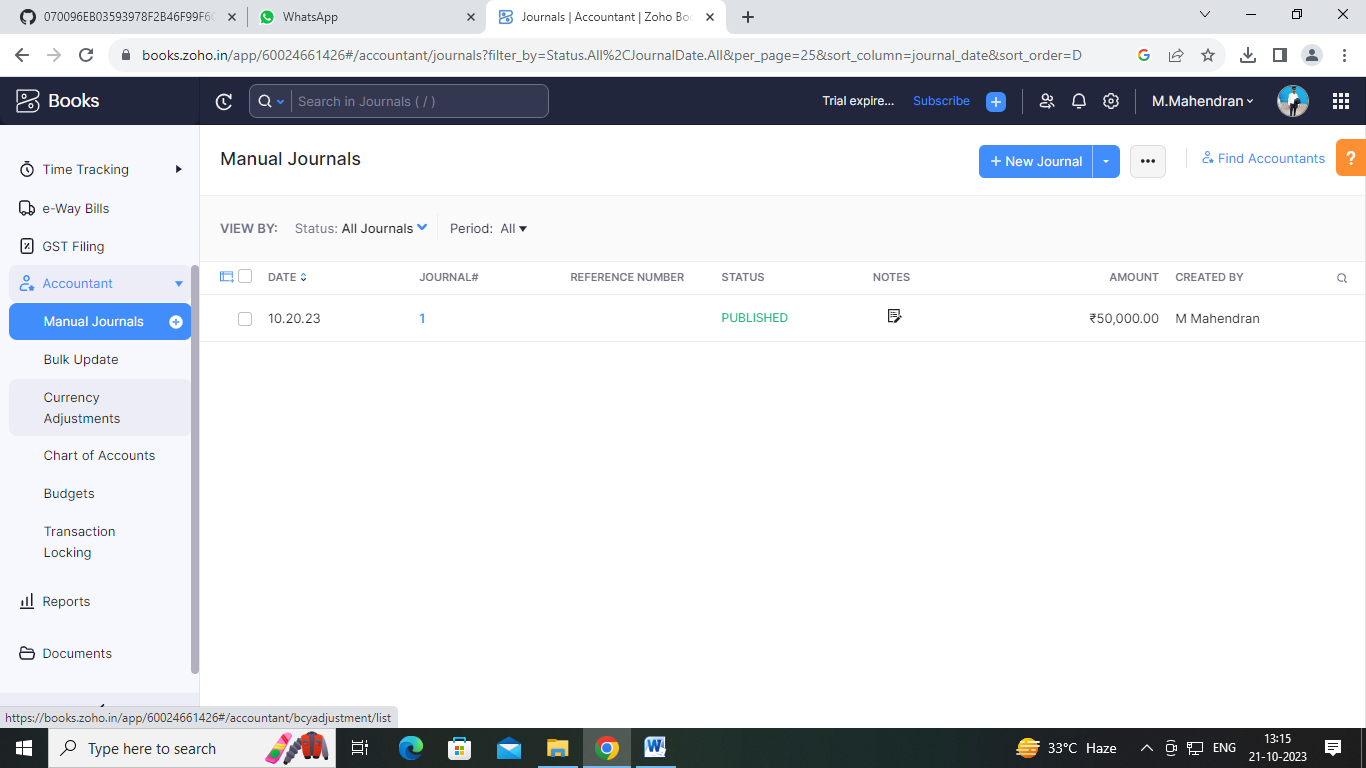 070096EB03593978F2B46F99F6
WhatsApp
Journals | Accountant | Zoho Boo
books.zoho.in/app/60024661426#/accountant/journals?filter_by=Status.All%2CJournalDate.All&per_page=25&sort_column=journal_date&sort_order=D
Books
Search in Journals ( / )
Trial expire...
Subscribe
M.Mahendran
Time Tracking
e-Way Bills
GST Filing
Accountant
Manual Journals
Bulk Update
Currency
Adjustments
Chart of Accounts
Budgets
Transaction
Locking
Reports
Documents
Manual Journals
+ New Journal
Find Accountants
?
VIEW BY: Status: All Journals Period: All
DATE JOURNAL# REFERENCE NUMBER STATUS NOTES AMOUNT CREATED BY
10.20.23 1 PUBLISHED ₹50,000.00 M Mahendran
https://books.zoho.in/app/60024661426#/accountant/bcyadjustment/list
Type here to search
33°C Haze
ENG
13:15
21-10-2023